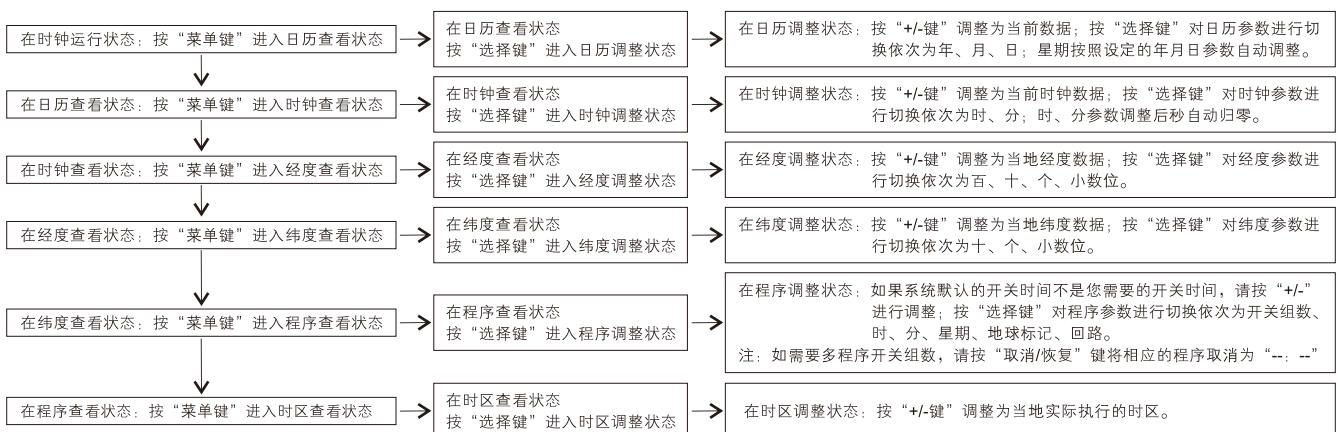 在时钟运行状态：按“菜单键”进入日历查看状态
在日历查看状态
按“选择键”进入日历调整状态
在日历调整状态：按“+/-键”调整为当前数据；按“选择键”对日历参数进行切
换依次为年、月、日；星期按照设定的年月日参数自动调整。
在日历查看状态：按“菜单键”进入时钟查看状态
在时钟查看状态
按“选择键”进入时钟调整状态
在时钟调整状态：按“+/-键”调整为当前时钟数据；按“选择键”对时钟参数进
行切换依次为时、分；时、分参数调整后秒自动归零。
在时钟查看状态：按“菜单键”进入经度查看状态
在经度查看状态
按“选择键”进入经度调整状态
在经度调整状态：按“+/-键”调整为当地经度数据；按“选择键”对经度参数进
行切换依次为百、十、个、小数位。
在经度查看状态：按“菜单键”进入纬度查看状态
在纬度查看状态
按“选择键”进入纬度调整状态
在纬度调整状态：按“+/-键”调整为当地纬度数据；按“选择键”对纬度参数进
行切换依次为十、个、小数位。
在纬度查看状态：按“菜单键”进入程序查看状态
在程序查看状态
按“选择键”进入程序调整状态
在程序调整状态：如果系统默认的开关时间不是您需要的开关时间，请按“+/-”
进行调整；按“选择键”对程序参数进行切换依次为开关组数、
时、分、星期、地球标记、回路。
注：如需要多程序开关组数，请按“取消/恢复”键将相应的程序取消为“--：--”
在程序查看状态：按“菜单键”进入时区查看状态
在时区查看状态
按“选择键”进入时区调整状态
在时区调整状态：按“+/-键”调整为当地实际执行的时区。